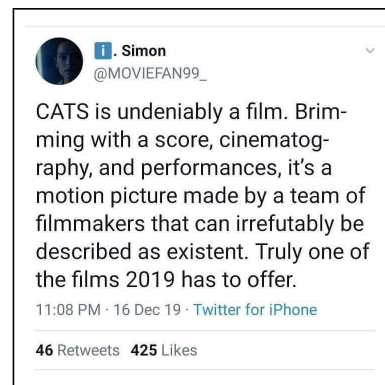 i. Simon
@MOVIEFAN99_
CATS is undeniably a film. Brim-
ming with a score, cinematog-
raphy, and performances, it's a
motion picture made by a team of
filmmakers that can irrefutably be
described as existent. Truly one of
the films 2019 has to offer.
11:08 PM · 16 Dec 19 · Twitter for iPhone
46 Retweets 425 Likes